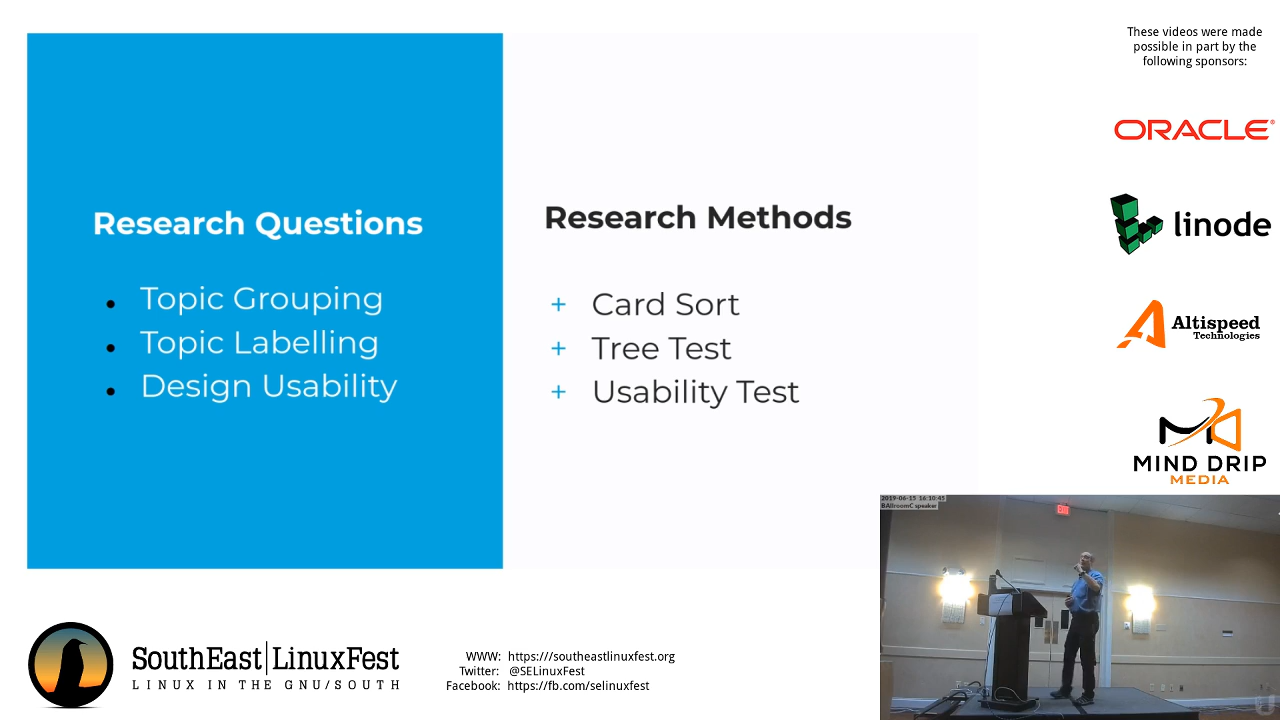 These videos were made
possible in part by the
following sponsors:
ORACLE®
linode
Altispeed
Technologies
MIND DRIP
MEDIA
Research Questions
• Topic Grouping
• Topic Labelling
• Design Usability
Research Methods
+ Card Sort
+ Tree Test
+ Usability Test
2019-06-15 16:10:45
BAllroomC speaker
EXIT
SouthEast|LinuxFest
LINUX IN THE GNU/SOUTH
WWW: https:///southeastlinuxfest.org
Twitter: @SELinuxFest
Facebook: https://fb.com/selinuxfest